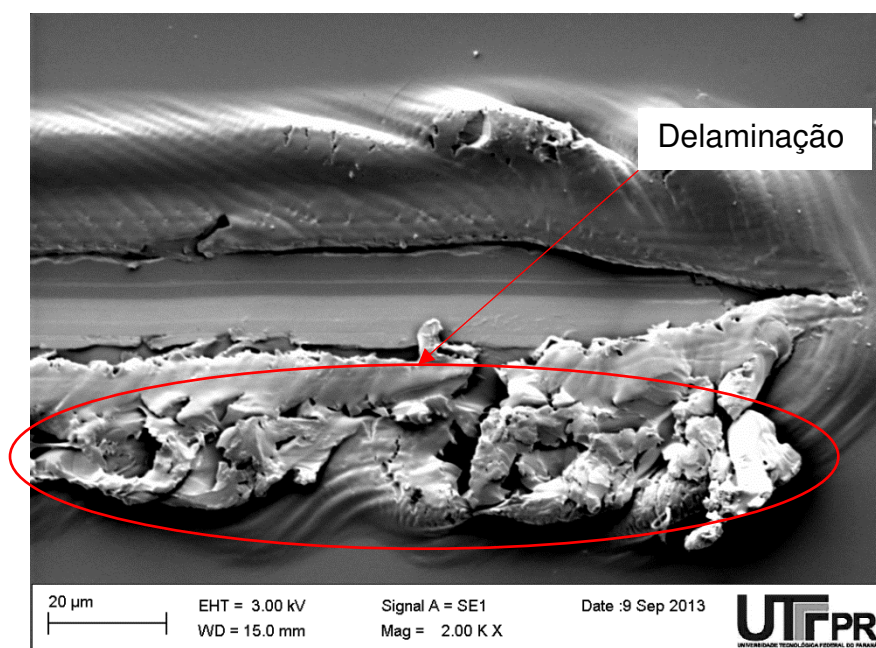 Delaminação
20 µm
EHT = 3.00 kV
WD = 15.0 mm
Signal A = SE1
Mag = 2.00 K X
Date :9 Sep 2013
UTFPR
UNIVERSIDADE TECNOLÓGICA FEDERAL DO PARANÁ